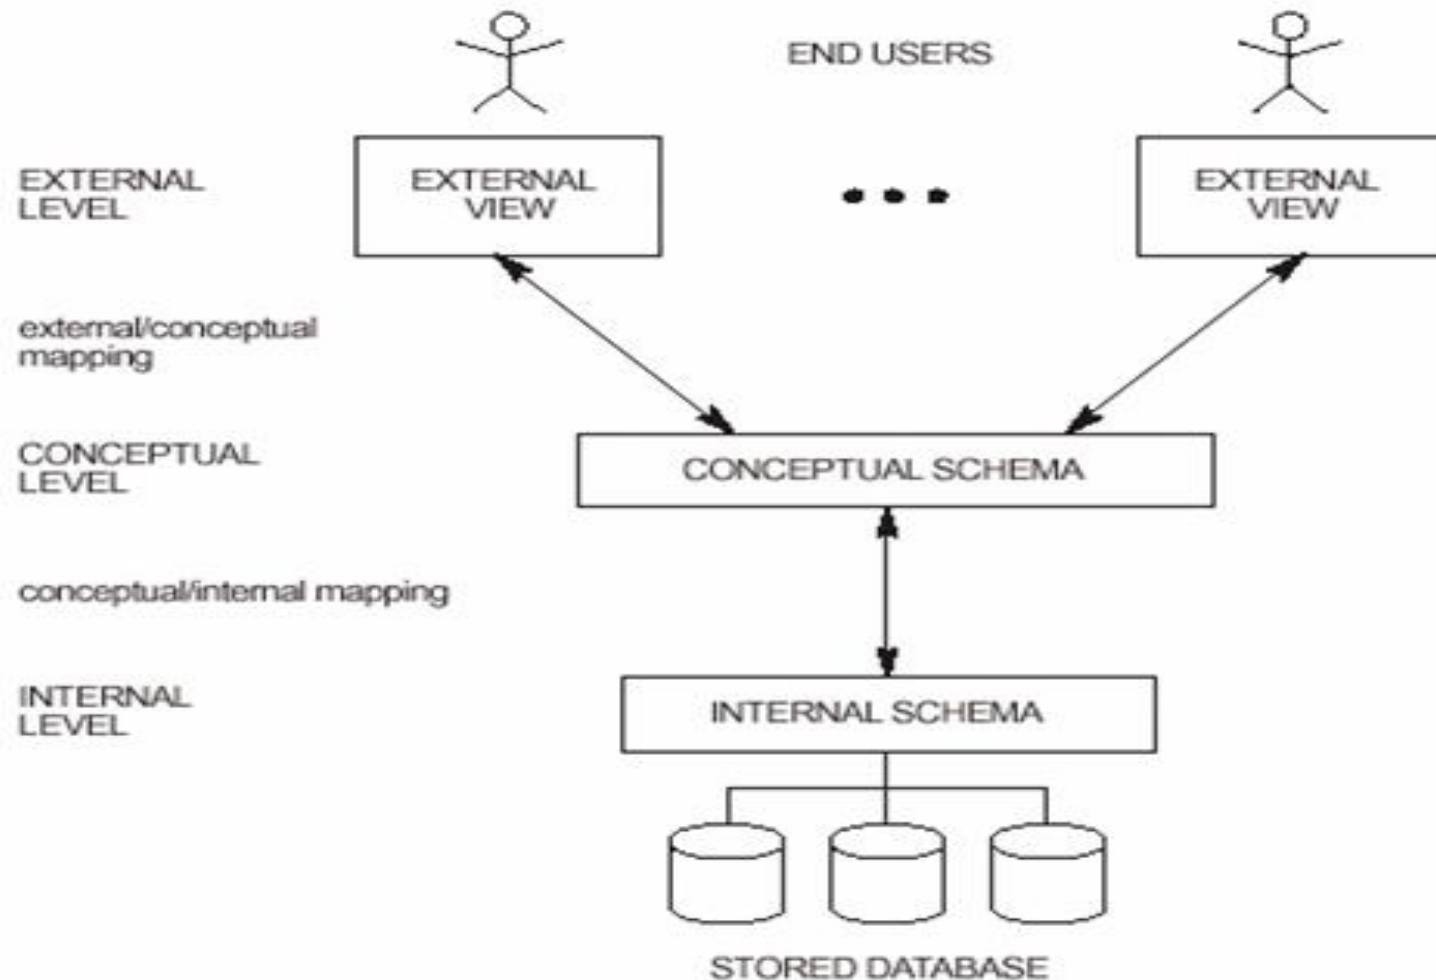 END USERS
EXTERNAL
LEVEL
EXTERNAL
VIEW
EXTERNAL
VIEW
external/conceptual
mapping
CONCEPTUAL
LEVEL
CONCEPTUAL SCHEMA
conceptual/internal mapping
INTERNAL
LEVEL
INTERNAL SCHEMA
STORED DATABASE